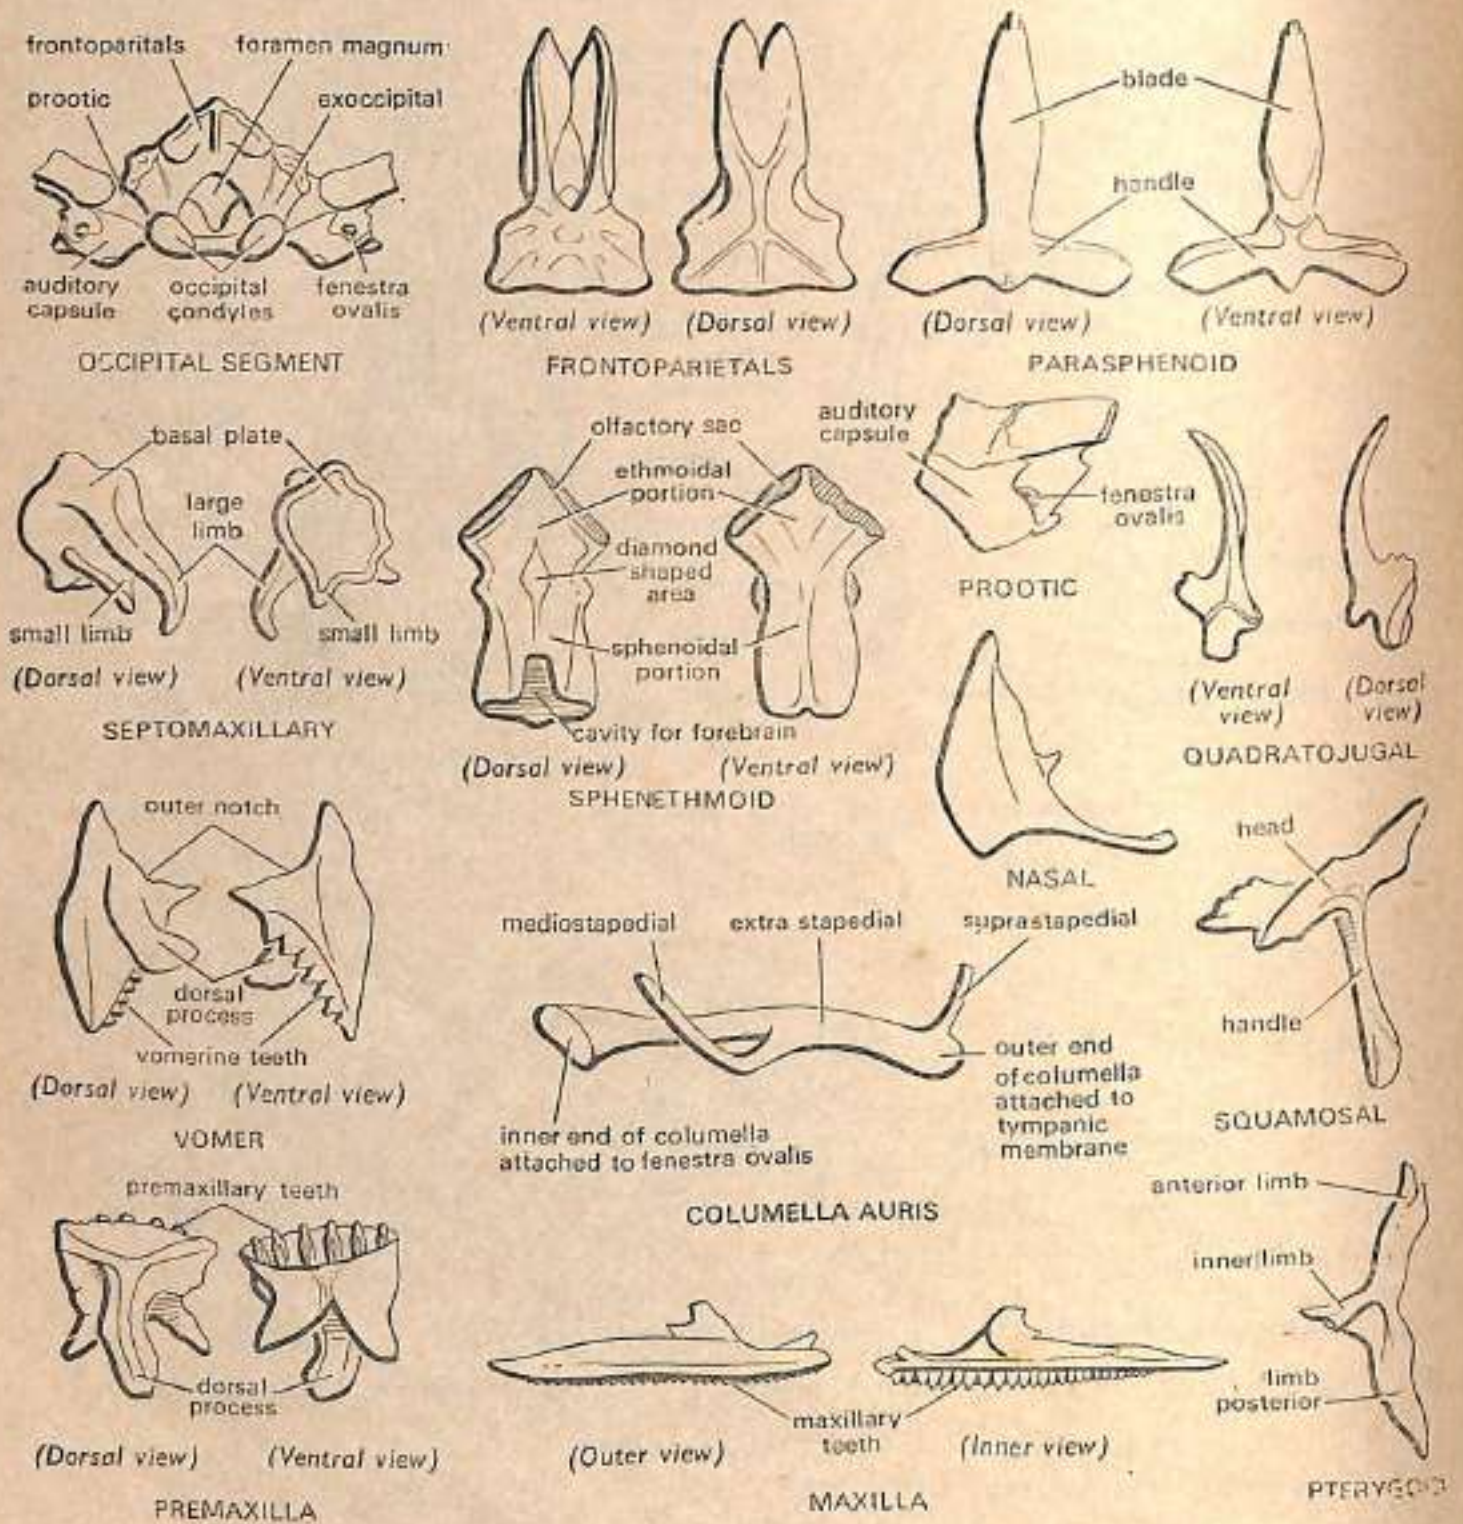 frontoparitals
foramen magnum
prootic
exoccipital
auditory
capsule
occipital
condyles
fenestra
ovalis
OCCIPITAL SEGMENT
(Ventral view)
(Dorsal view)
FRONTOPARIETALS
blade
handle
(Dorsal view)
(Ventral view)
PARASPHENOID
basal plate
large
limb
small limb
small limb
(Dorsal view)
(Ventral view)
SEPTOMAXILLARY
olfactory sac
ethmoidal
portion
diamond
shaped
area
sphenoidal
portion
cavity for forebrain
(Dorsal view)
(Ventral view)
SPHENETHMOID
auditory
capsule
fenestra
ovalis
PROOTIC
(Ventral
view)
(Dorsal
view)
QUADRATOJUGAL
NASAL
outer notch
dorsal
process
vomerine teeth
(Dorsal view)
(Ventral view)
VOMER
mediostapedial
extra stapedial
suprastapedial
inner end of columella
attached to fenestra ovalis
outer end
of columella
attached to
tympanic
membrane
COLUMELLA AURIS
head
handle
SQUAMOSAL
premaxillary teeth
dorsal
process
(Dorsal view)
(Ventral view)
PREMAXILLA
maxillary
teeth
(Outer view)
(Inner view)
MAXILLA
anterior limb
inner limb
limb
posterior
PTERYGOID